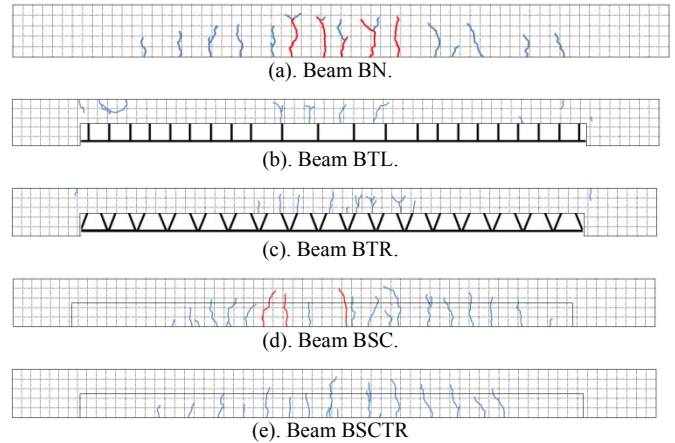 (a). Beam BN.
(b). Beam BTL.
(c). Beam BTR.
(d). Beam BSC.
(e). Beam BSCTR